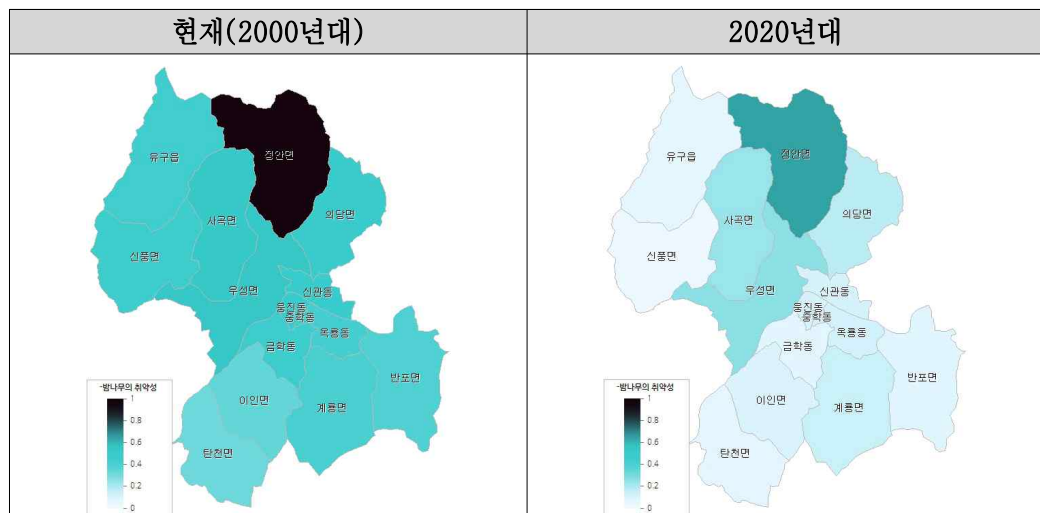 현재(2000년대)
2020년대
정안면
유구읍
사곡면
의당면
신풍면
우성면
신관동
웅진동
중학동
옥룡동
금학동
반포면
이인면
계룡면
탄천면
-밤나무의 취약성
1
0.8
0.6
0.4
0.2
0
정안면
유구읍
사곡면
의당면
신풍면
우성면
신관동
웅진동
중학동
옥룡동
금학동
반포면
이인면
계룡면
탄천면
-밤나무의 취약성
1
0.8
0.6
0.4
0.2
0